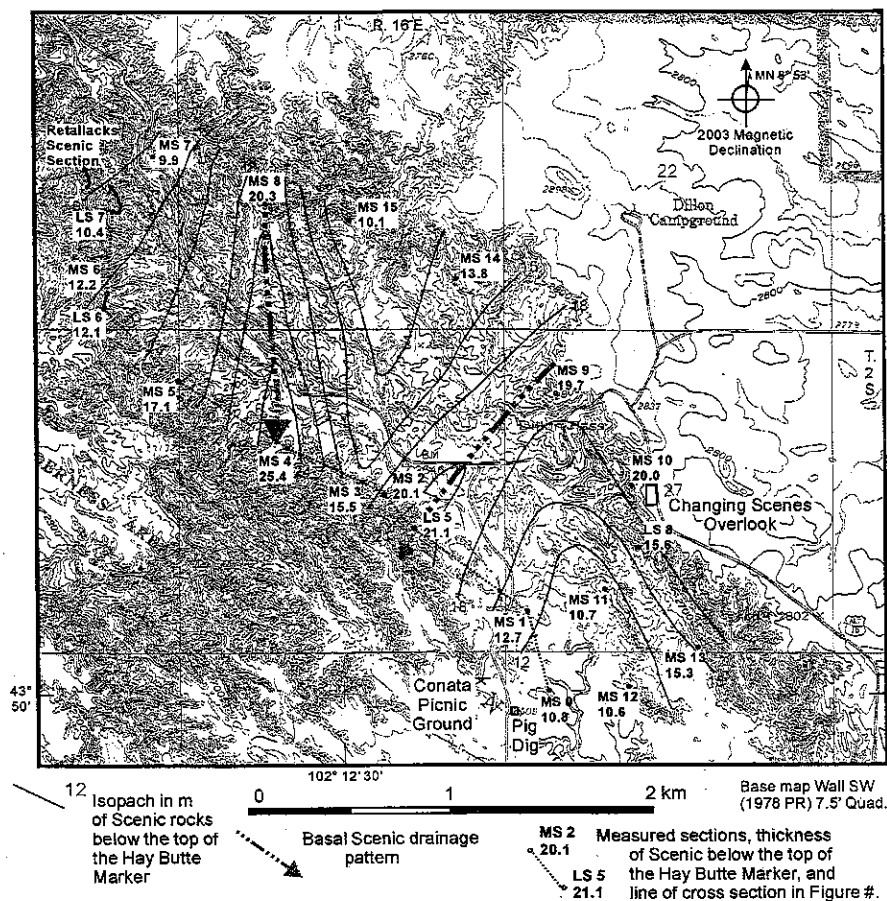 R. 16 E
2760
2800
MN 8° 53'
2003 Magnetic
Declination
Retallacks
Scenic
Section
MS 7
9.9
22
MS 8
20.3
MS 15
10.1
Dillon
Campground
LS 7
10.4
MS 14
13.8
MS 6
12.2
LS 6
12.1
2800
T.
2
S.
MS 9
19.7
MS 5
17.1
2837
BM
MS 4
25.4
MS 3
15.5
MS 2
20.1
LS 5
21.1
MS 10
20.0
27
Changing Scenes
Overlook
LS 8
15.6
MS 11
10.7
MS 1
12.7
2802
12
MS 13
15.3
43°
50'
Conata
Picnic
Ground
MS 0
10.8
MS 12
10.6
Pig
Dig
102° 12' 30"
12
Isopach in m
of Scenic rocks
below the top of
the Hay Butte
Marker
0 1 2 km
Base map Wall SW
(1978 PR) 7.5' Quad.
Basal Scenic drainage
pattern
MS 2
20.1
LS 5
21.1
Measured sections, thickness
of Scenic below the top of
the Hay Butte Marker, and
line of cross section in Figure #.